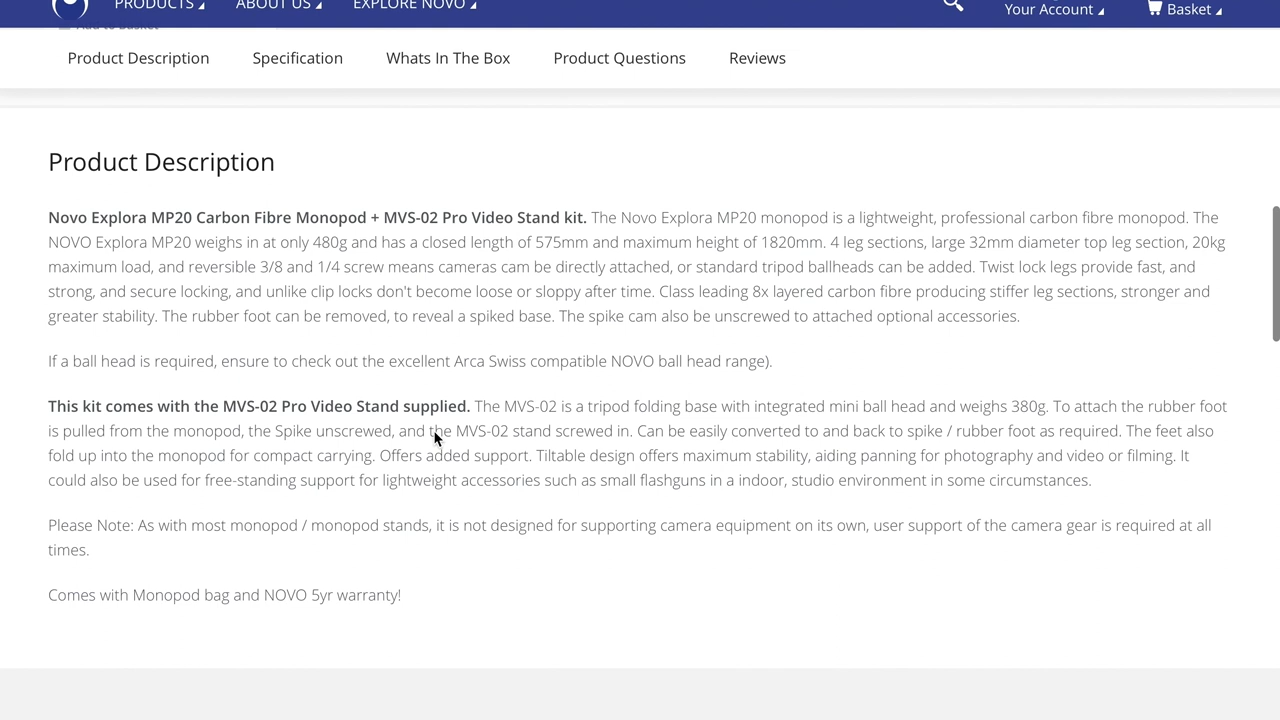 PRODUCTS ABOUT US EXPLORE NOVO
Your Account Basket
Add to Basket
Product Description Specification Whats In The Box Product Questions Reviews
Product Description
Novo Explora MP20 Carbon Fibre Monopod + MVS-02 Pro Video Stand kit. The Novo Explora MP20 monopod is a lightweight, professional carbon fibre monopod. The
NOVO Explora MP20 weighs in at only 480g and has a closed length of 575mm and maximum height of 1820mm. 4 leg sections, large 32mm diameter top leg section, 20kg
maximum load, and reversible 3/8 and 1/4 screw means cameras cam be directly attached, or standard tripod ballheads can be added. Twist lock legs provide fast, and
strong, and secure locking, and unlike clip locks don't become loose or sloppy after time. Class leading 8x layered carbon fibre producing stiffer leg sections, stronger and
greater stability. The rubber foot can be removed, to reveal a spiked base. The spike cam also be unscrewed to attached optional accessories.
If a ball head is required, ensure to check out the excellent Arca Swiss compatible NOVO ball head range).
This kit comes with the MVS-02 Pro Video Stand supplied. The MVS-02 is a tripod folding base with integrated mini ball head and weighs 380g. To attach the rubber foot
is pulled from the monopod, the Spike unscrewed, and the MVS-02 stand screwed in. Can be easily converted to and back to spike / rubber foot as required. The feet also
fold up into the monopod for compact carrying. Offers added support. Tiltable design offers maximum stability, aiding panning for photography and video or filming. It
could also be used for free-standing support for lightweight accessories such as small flashguns in a indoor, studio environment in some circumstances.
Please Note: As with most monopod / monopod stands, it is not designed for supporting camera equipment on its own, user support of the camera gear is required at all
times.
Comes with Monopod bag and NOVO 5yr warranty!